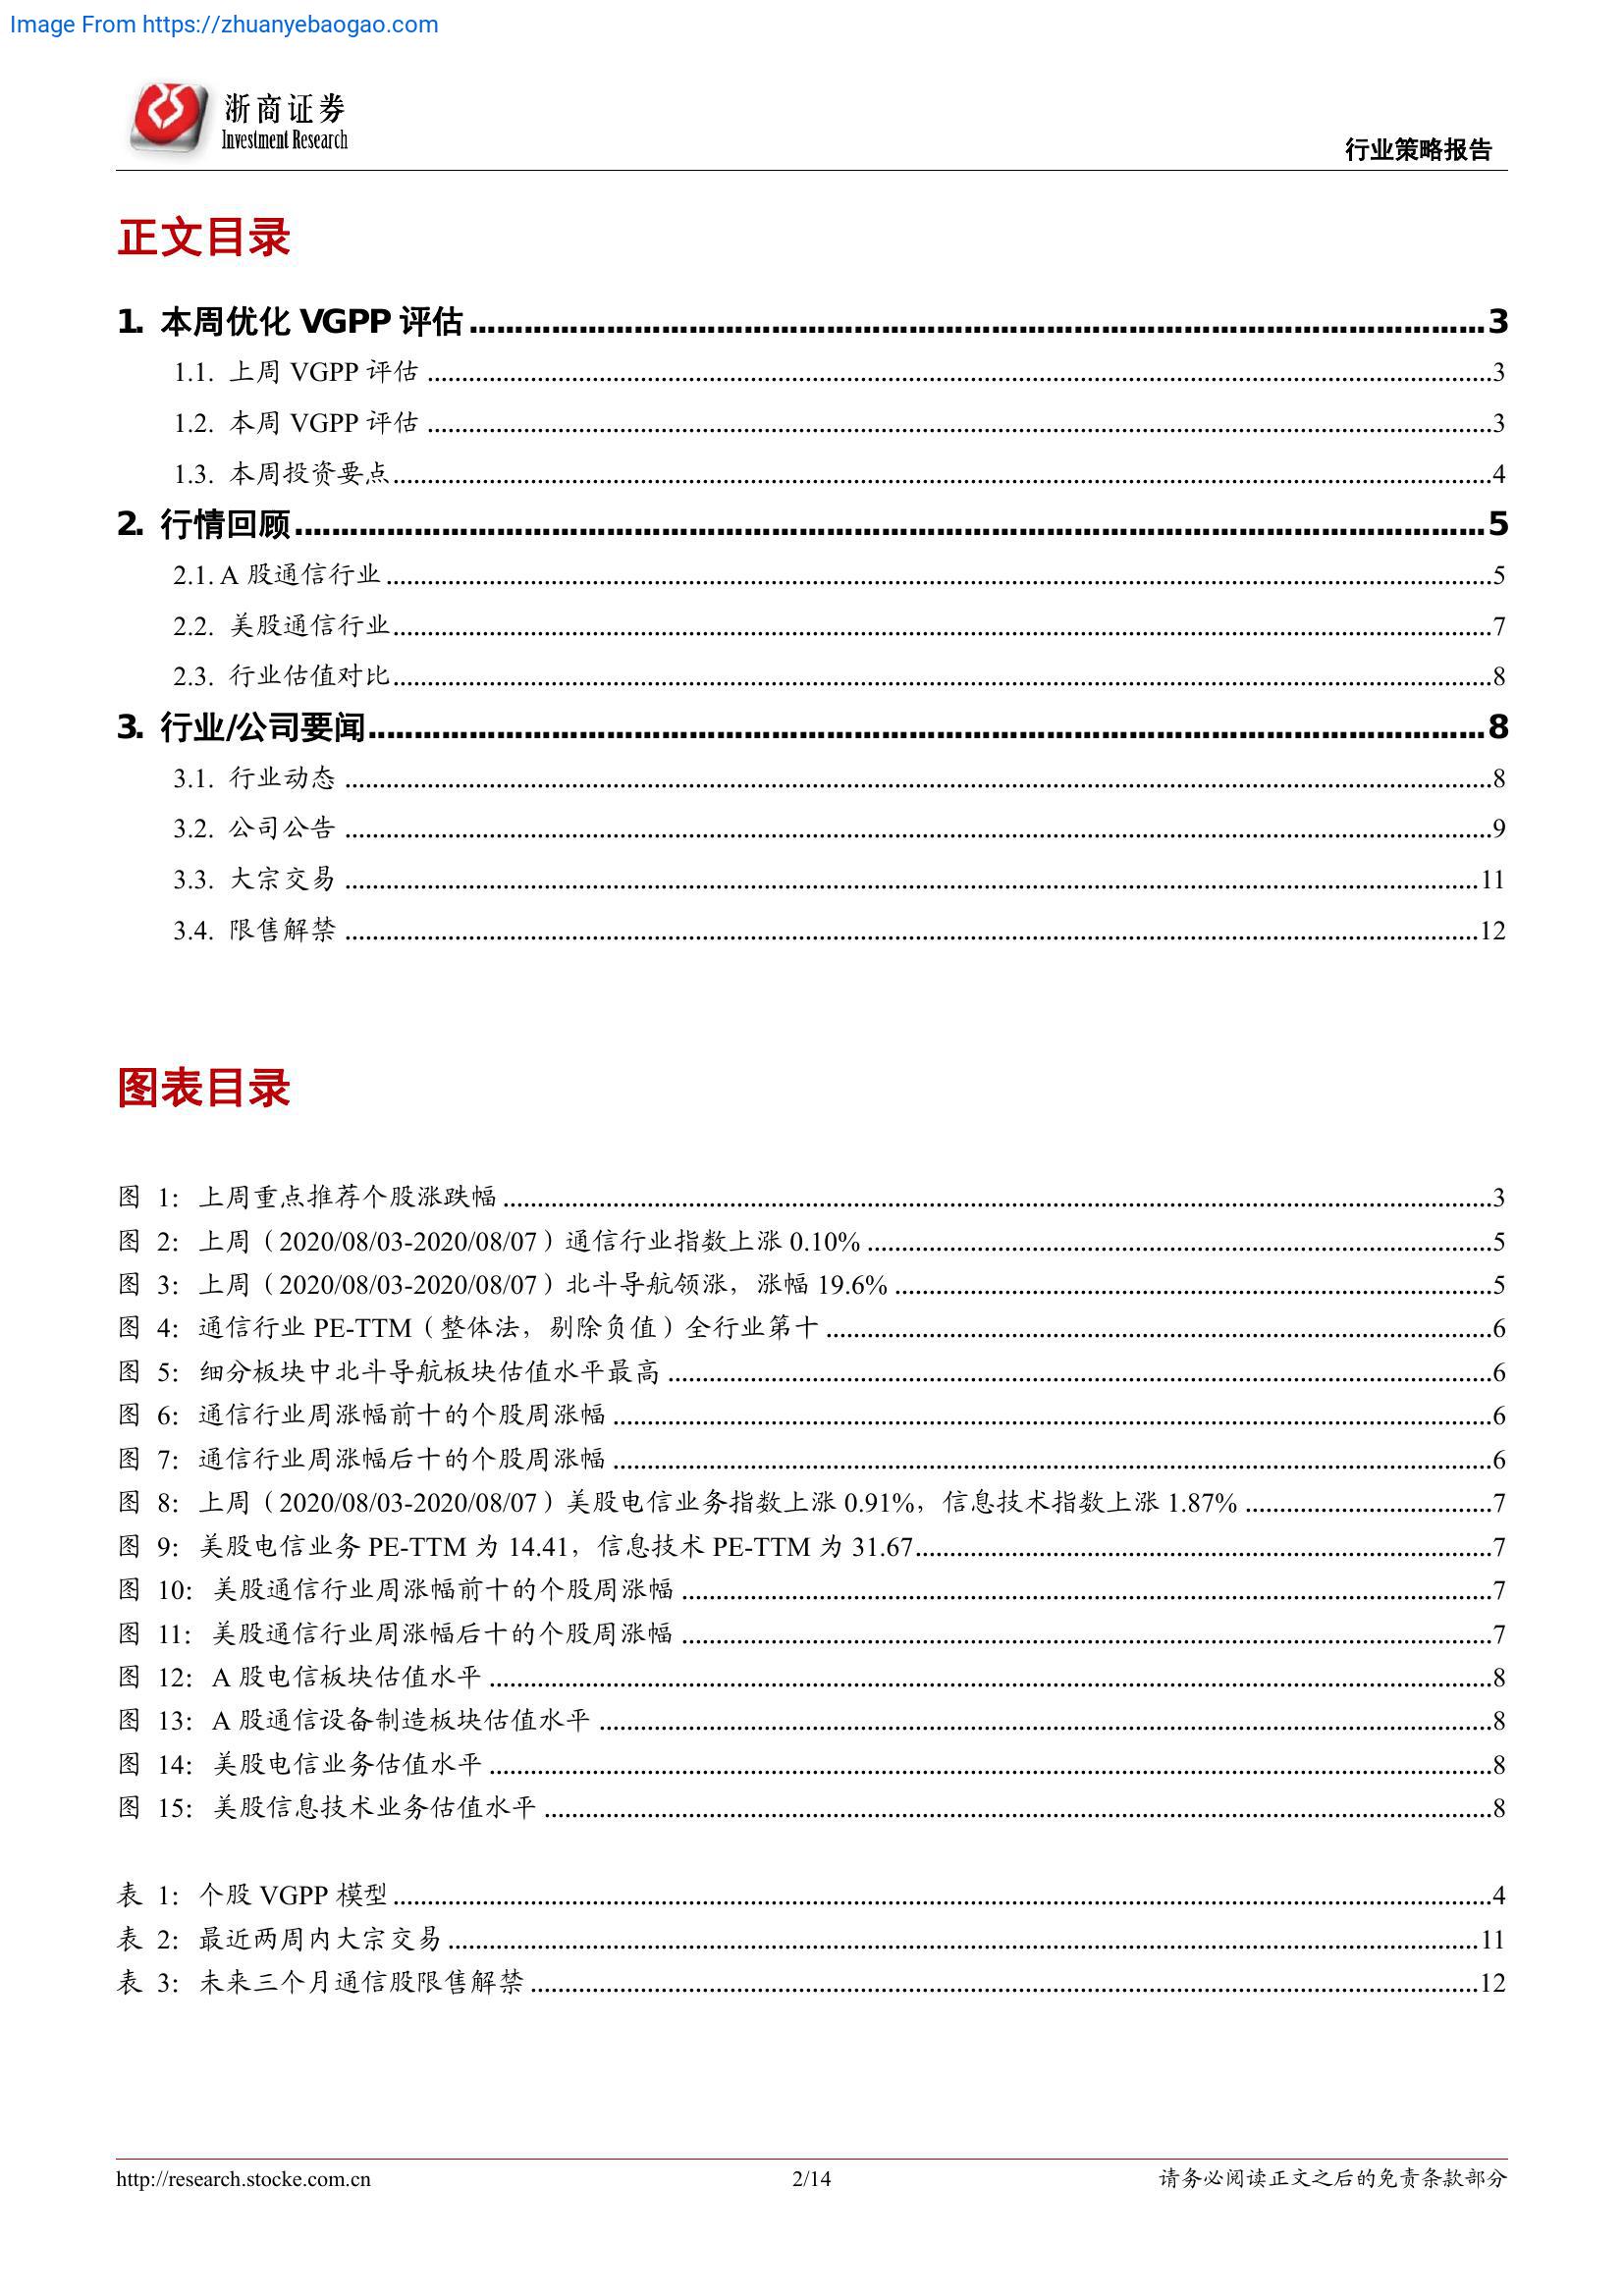 Image From https://zhuanyebaogao.com
浙商证券
Investment Research
行业策略报告
正文目录
1. 本周优化 VGPP 评估........................3
1.1. 上周 VGPP 评估........................3
1.2. 本周 VGPP 评估........................3
1.3. 本周投资要点........................4
2. 行情回顾........................5
2.1. A 股通信行业........................5
2.2. 美股通信行业........................7
2.3. 行业估值对比........................8
3. 行业/公司要闻........................8
3.1. 行业动态........................8
3.2. 公司公告........................9
3.3. 大宗交易........................11
3.4. 限售解禁........................12
图表目录
图 1：上周重点推荐个股涨跌幅........................3
图 2：上周（2020/08/03-2020/08/07）通信行业指数上涨 0.10%........................5
图 3：上周（2020/08/03-2020/08/07）北斗导航领涨，涨幅 19.6%........................5
图 4：通信行业 PE-TTM（整体法，剔除负值）全行业第十........................6
图 5：细分板块中北斗导航板块估值水平最高........................6
图 6：通信行业周涨幅前十的个股周涨幅........................6
图 7：通信行业周涨幅后十的个股周涨幅........................6
图 8：上周（2020/08/03-2020/08/07）美股电信业务指数上涨 0.91%，信息技术指数上涨 1.87%........................7
图 9：美股电信业务 PE-TTM 为 14.41，信息技术 PE-TTM 为 31.67........................7
图 10：美股通信行业周涨幅前十的个股周涨幅........................7
图 11：美股通信行业周涨幅后十的个股周涨幅........................7
图 12：A 股电信板块估值水平........................8
图 13：A 股通信设备制造板块估值水平........................8
图 14：美股电信业务估值水平........................8
图 15：美股信息技术业务估值水平........................8
表 1：个股 VGPP 模型........................4
表 2：最近两周内大宗交易........................11
表 3：未来三个月通信股限售解禁........................12
http://research.stocke.com.cn
2/14
请务必阅读正文之后的免责条款部分